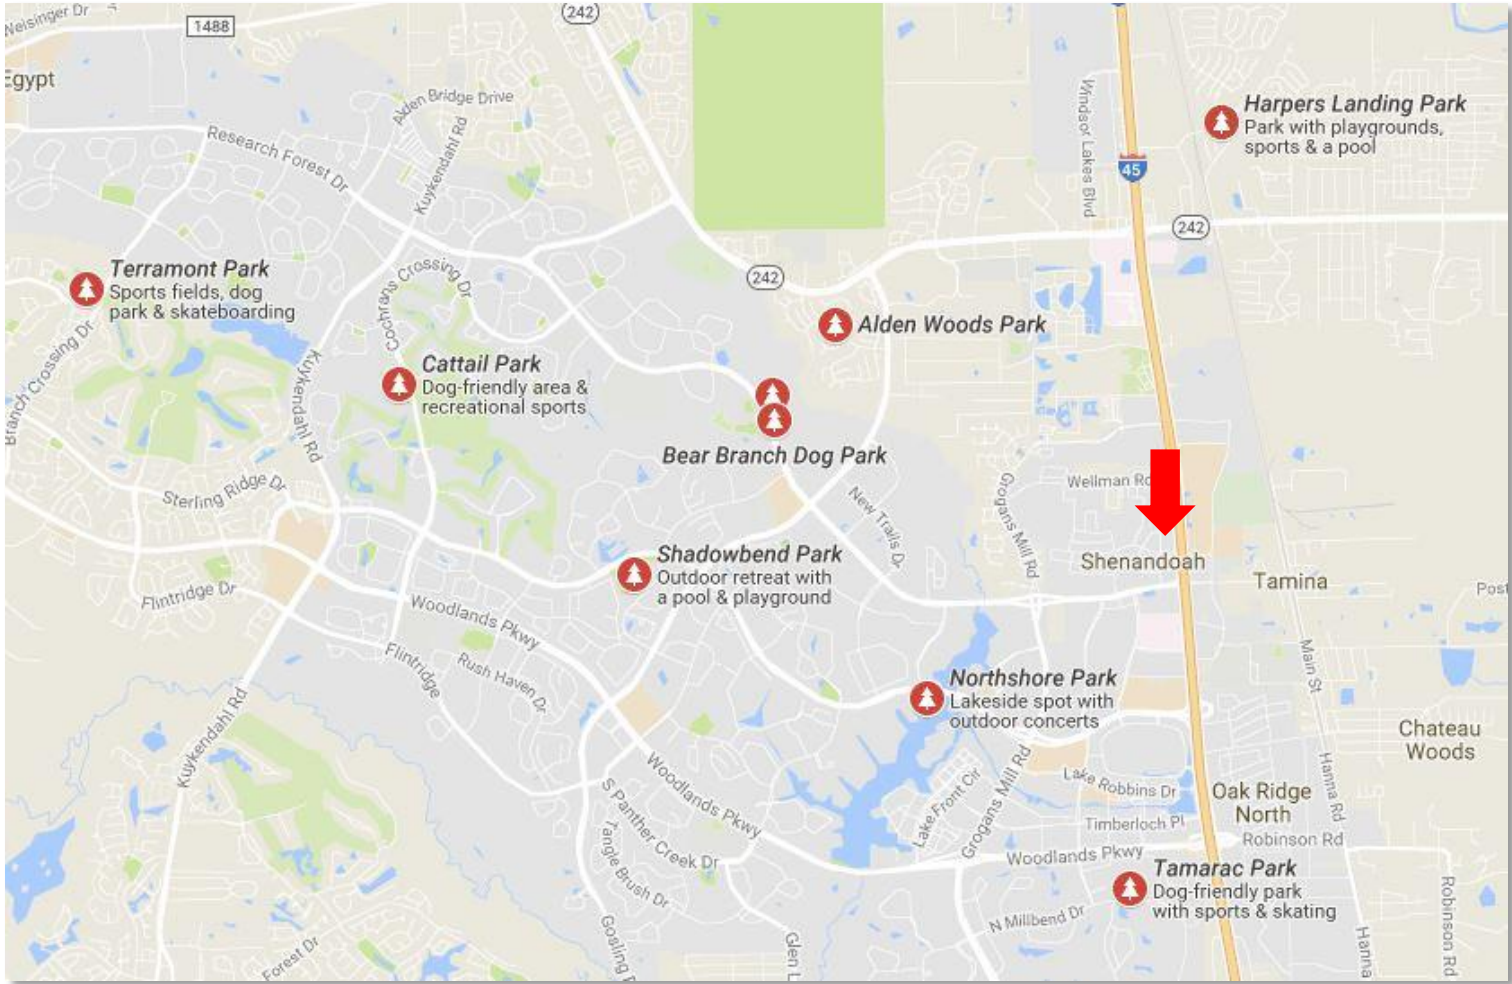 Neisinger Dr
1488
242
Egypt
Alden Bridge Drive
Kuykendahl Rd
Research Forest Dr
Windsor Lakes Blvd
45
Harpers Landing Park
Park with playgrounds,
sports & a pool
242
242
Terramont Park
Sports fields, dog
park & skateboarding
Cochrans Crossing Dr
Alden Woods Park
Branch Crossing Dr
Kuykendahl Rd
Cattail Park
Dog-friendly area &
recreational sports
Bear Branch Dog Park
Sterling Ridge Dr
New Trails Dr
Grogans Mill Rd
Wellman Rd
Shenandoah
Tamina
Post
Shadowbend Park
Outdoor retreat with
a pool & playground
Flintridge Dr
Woodlands Pkwy
Flintridge
Rush Haven Dr
Northshore Park
Lakeside spot with
outdoor concerts
Main St
Chateau
Woods
Kuykendahl Rd
Woodlands Pkwy
Grogans Mill Rd
Lake Front Cir
Lake Robbins Dr
Timberloch Pl
Oak Ridge
North
Hanna Rd
Robinson Rd
S Panther Creek Dr
Tangle Brush Dr
Woodlands Pkwy
Tamarac Park
Dog-friendly park
with sports & skating
N Millbend Dr
Robinson Rd
Forest Dr
Gosling
Glen L
Hanna